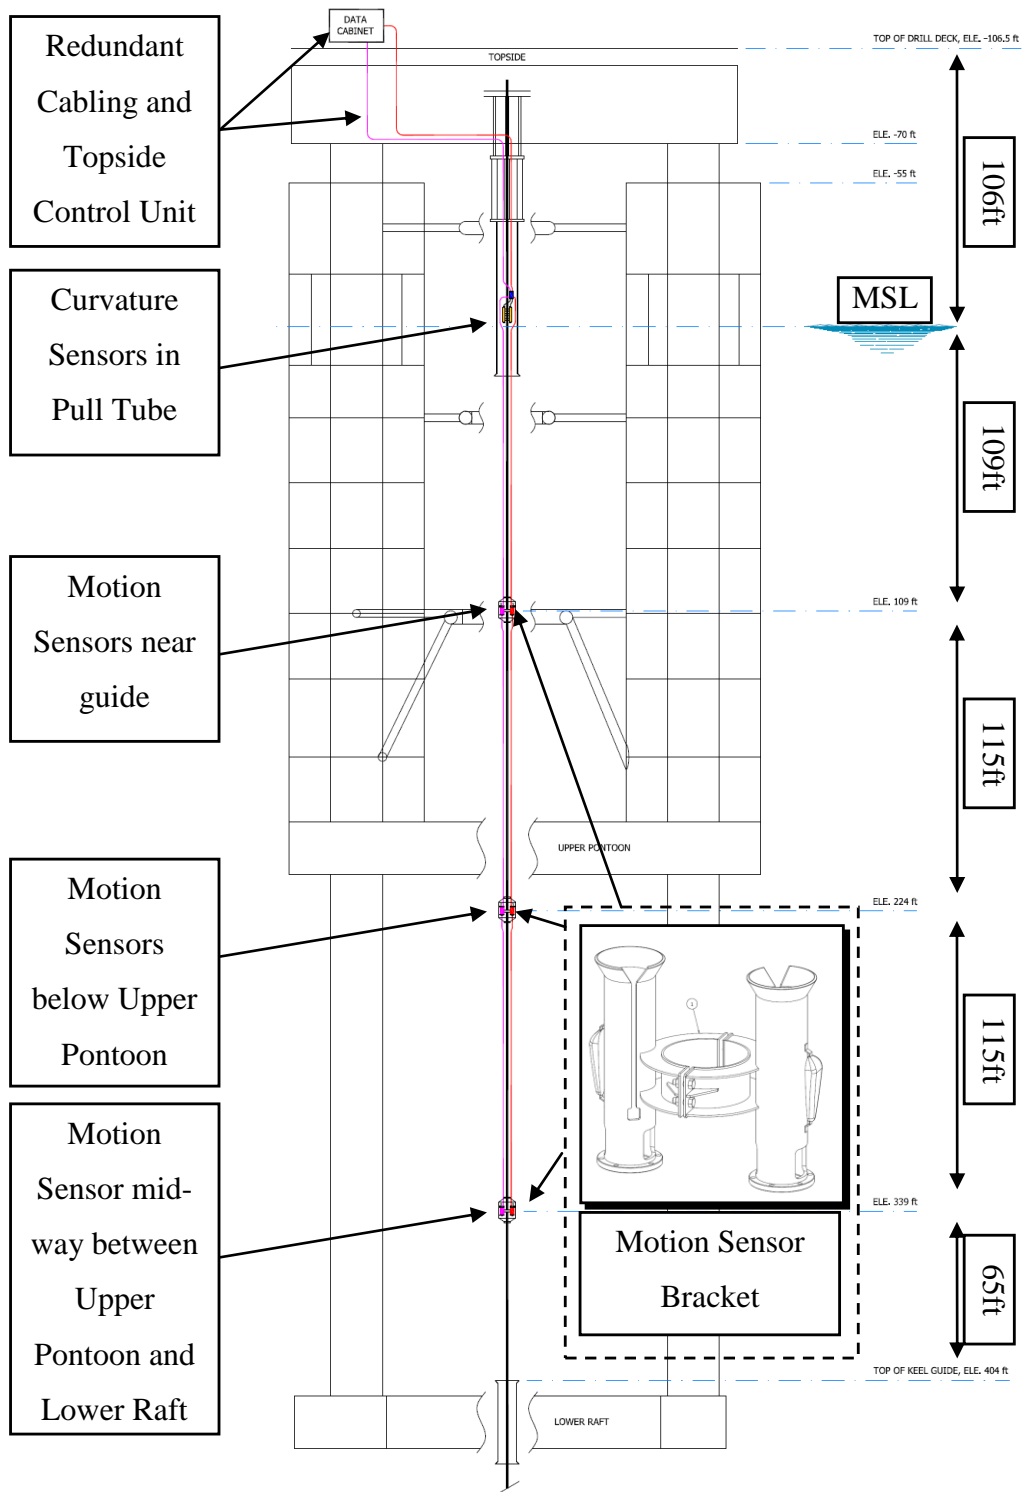 DATA
CABINET
TOP OF DRILL DECK, ELE. -106.5 ft
TOPSIDE
Redundant
Cabling and
Topside
Control Unit
ELE. -70 ft
ELE. -55 ft
106ft
MSL
Curvature
Sensors in
Pull Tube
109ft
Motion
Sensors near
guide
ELE. 109 ft
115ft
UPPER PONTOON
Motion
Sensors
below Upper
Pontoon
ELE. 224 ft
1
115ft
Motion
Sensor mid-
way between
Upper
Pontoon and
Lower Raft
ELE. 339 ft
Motion Sensor
Bracket
65ft
TOP OF KEEL GUIDE, ELE. 404 ft
LOWER RAFT